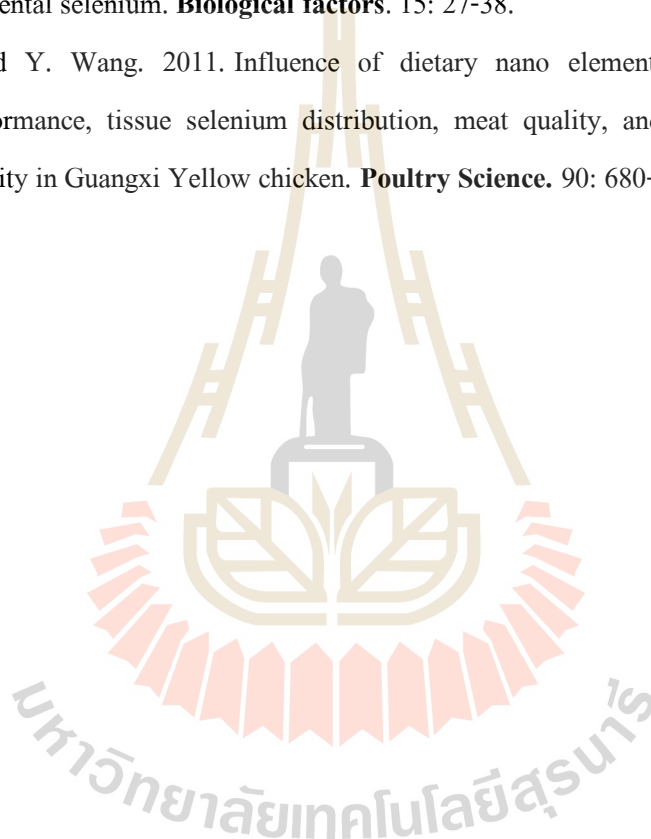 ental selenium. Biological factors. 15: 27-38.
d Y. Wang. 2011. Influence of dietary nano element
ormance, tissue selenium distribution, meat quality, and
ity in Guangxi Yellow chicken. Poultry Science. 90: 680-
มหาวิทยาลัยเทคโนโลยีสุรนารี